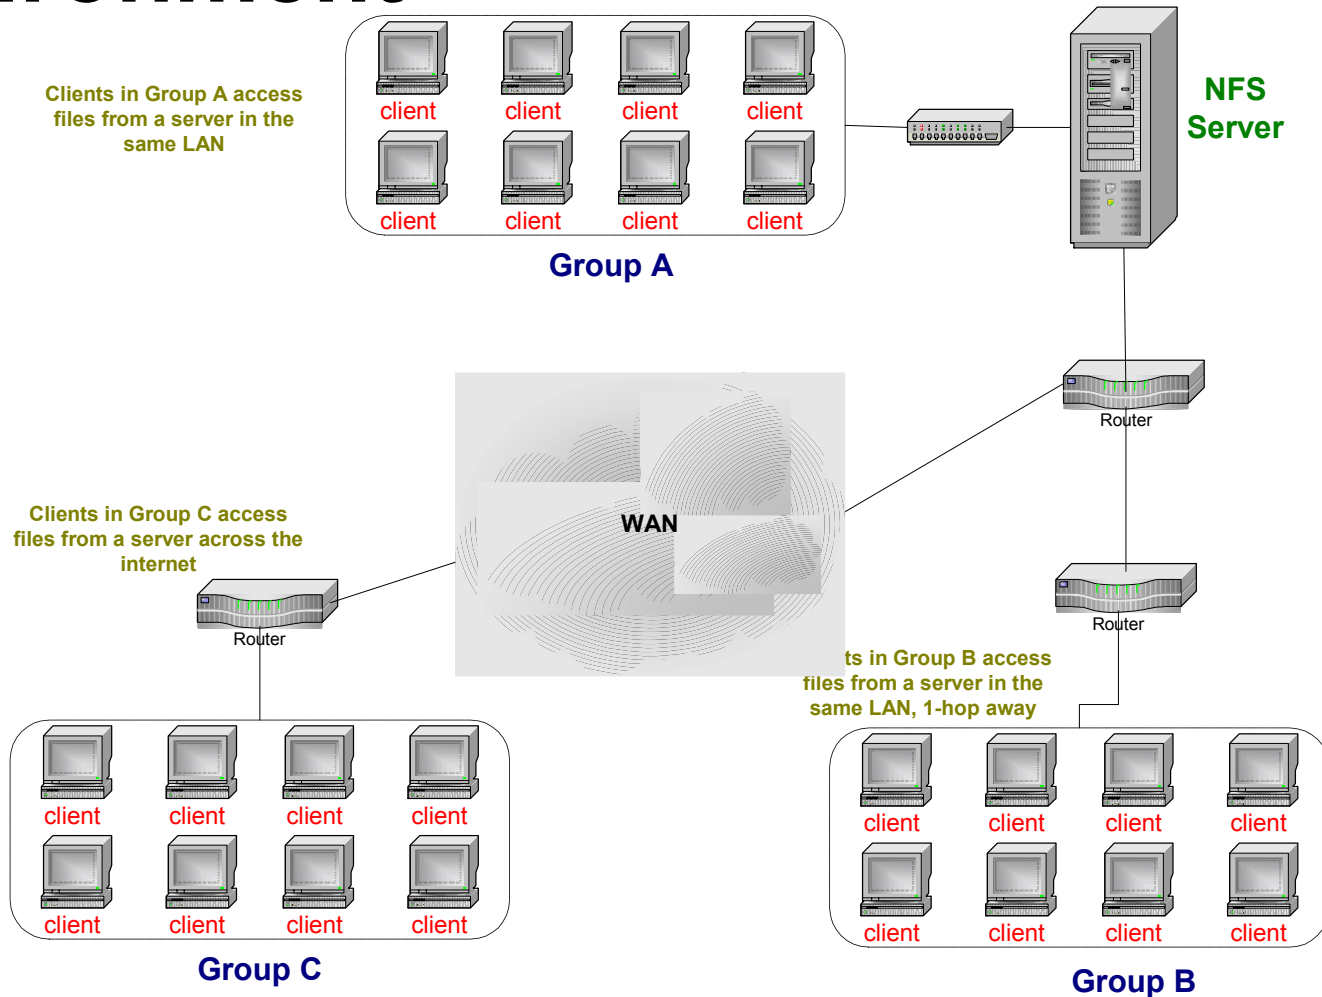 Clients in Group A access
files from a server in the
same LAN
client client client client
client client client client
Group A
NFS
Server
Router
WAN
Clients in Group C access
files from a server across the
internet
Router
Router
in Group B access
files from a server in the
same LAN, 1-hop away
client client client client
client client client client
Group C
client client client client
client client client client
Group B